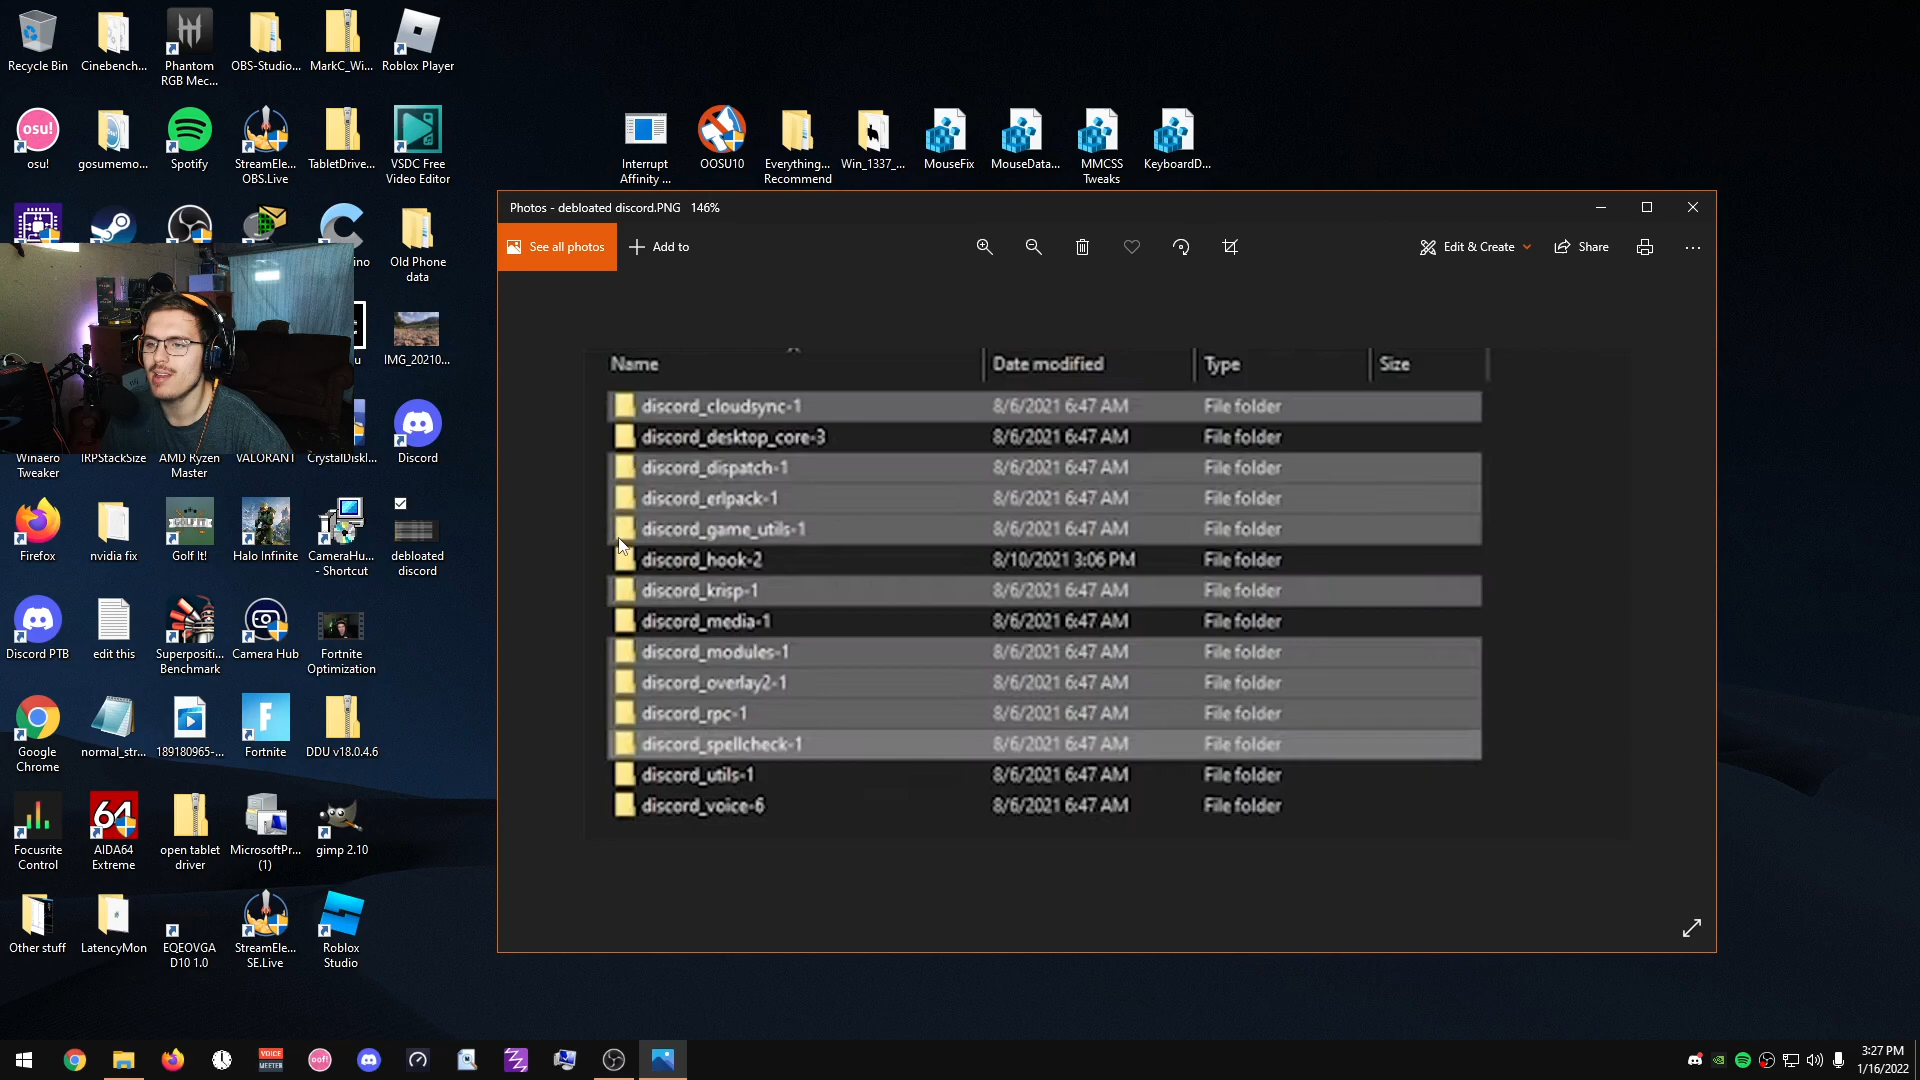 Recycle Bin
Cinebench...
Phantom
RGB Mec...
OBS-Studio...
MarkC_Wi...
Roblox Player
osu!
osu!
gosumemo...
Spotify
StreamEle...
OBS.Live
TabletDrive...
VSDC Free
Video Editor
Interrupt
Affinity ...
OOSU10
Everything...
Recommend
Win_1337_...
MouseFix
MouseData...
MMCSS
Tweaks
KeyboardD...
ino
Old Phone
data
u
IMG_20210...
Winaero
Tweaker
IRPStackSize
AMD Ryzen
Master
VALORANT
CrystalDiskI...
Discord
Firefox
nvidia fix
GOLF IT!
Golf It!
Halo Infinite
CameraHu...
- Shortcut
debloated
discord
Discord PTB
edit this
Superpositi...
Benchmark
Camera Hub
Fortnite
Optimization
Google
Chrome
normal_str...
189180965-...
Fortnite
DDU v18.0.4.6
Focusrite
Control
64
AIDA64
Extreme
open tablet
driver
MicrosoftPr...
(1)
gimp 2.10
Other stuff
LatencyMon
EQEOVGA
D10 1.0
StreamEle...
SE.Live
Roblox
Studio
Photos - debloated discord.PNG 146%
See all photos
Add to
Edit & Create
Share
Name Date modified Type Size
discord_cloudsync-1 8/6/2021 6:47 AM File folder
discord_desktop_core-3 8/6/2021 6:47 AM File folder
discord_dispatch-1 8/6/2021 6:47 AM File folder
discord_erlpack-1 8/6/2021 6:47 AM File folder
discord_game_utils-1 8/6/2021 6:47 AM File folder
discord_hook-2 8/10/2021 3:06 PM File folder
discord_krisp-1 8/6/2021 6:47 AM File folder
discord_media-1 8/6/2021 6:47 AM File folder
discord_modules-1 8/6/2021 6:47 AM File folder
discord_overlay2-1 8/6/2021 6:47 AM File folder
discord_rpc-1 8/6/2021 6:47 AM File folder
discord_spellcheck-1 8/6/2021 6:47 AM File folder
discord_utils-1 8/6/2021 6:47 AM File folder
discord_voice-6 8/6/2021 6:47 AM File folder
VOICE
MEETER
oof!
3:27 PM
1/16/2022